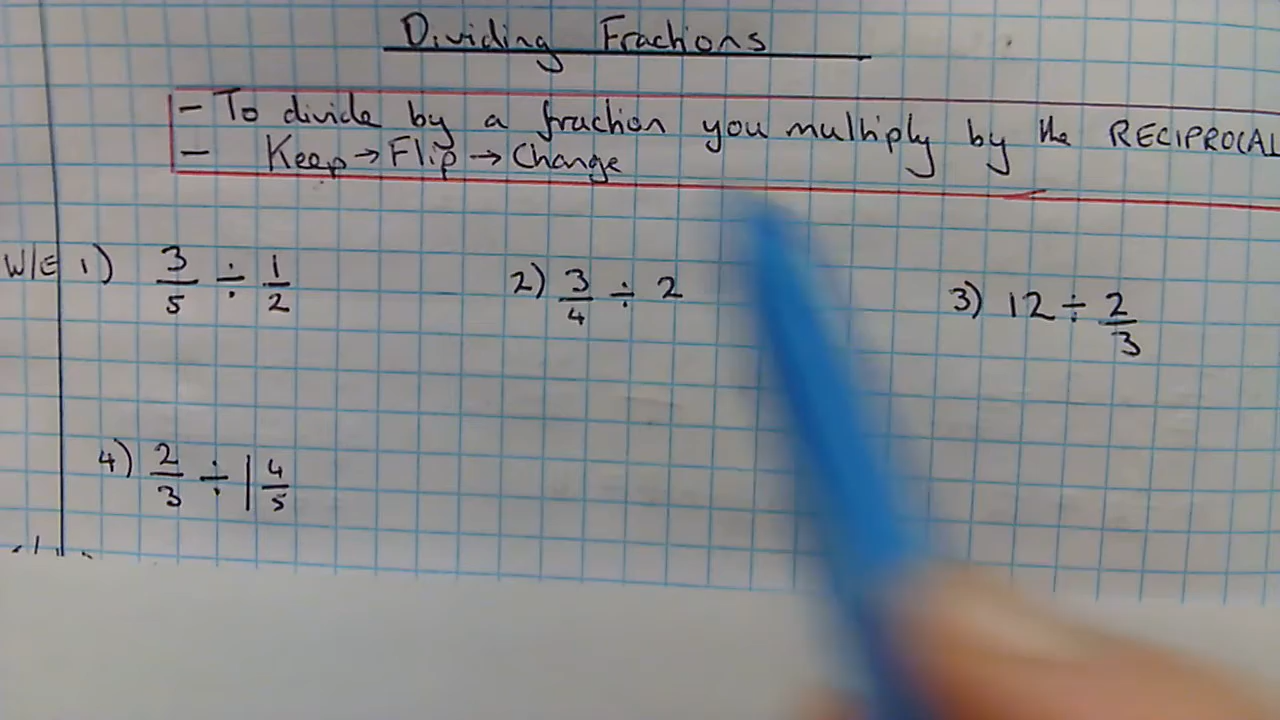 Dividing Fractions
- To divide by a fraction you multiply by the RECIPROCAL
- Keep → Flip → Change
W/E 1) 3/5 ÷ 1/2 2) 3/4 ÷ 2 3) 12 ÷ 2/3
4) 2/3 ÷ 1 4/5